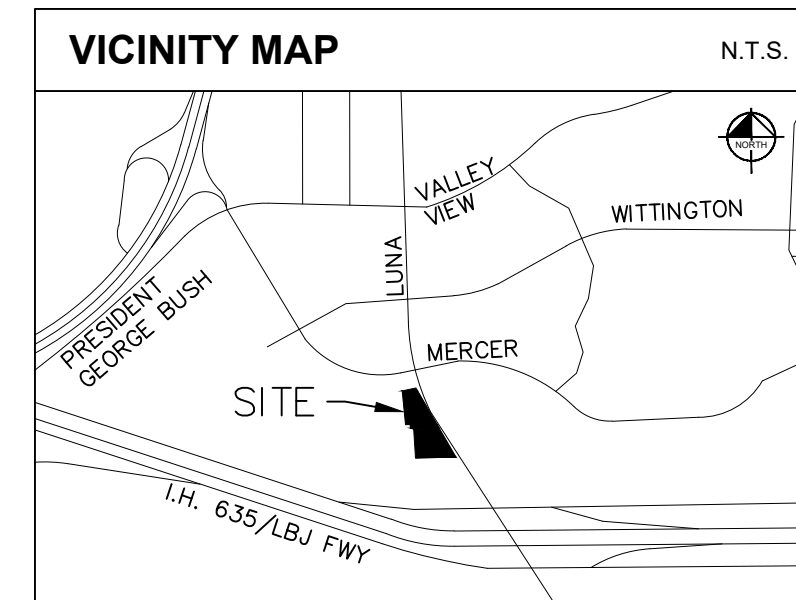 VICINITY MAP
N.T.S.
NORTH
VALLEY
VIEW
WITTINGTON
LUNA
PRESIDENT
GEORGE BUSH
MERCER
SITE
I.H. 635/LBJ FWY